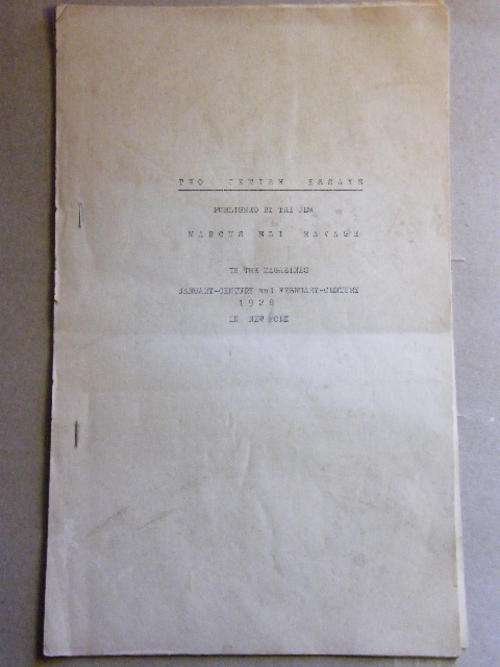 TWO JEWISH ESSAYS
PUBLISHED BY THE JEW
MARCUS ELI RAVAGE
IN THE MAGAZINES
JANUARY-CENTURY and FEBRUARY-CENTURY
1928
IN NEW YORK